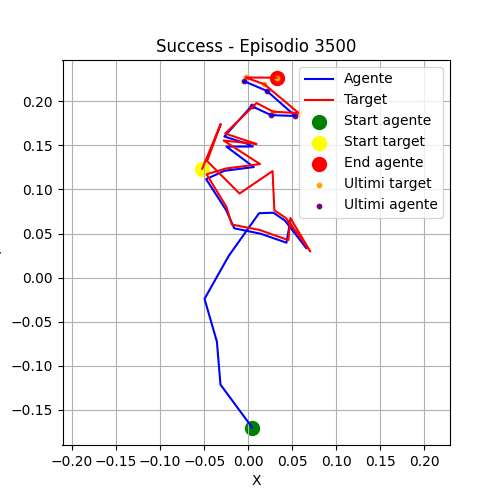 Success - Episodio 3500
Agente
Target
Start agente
Start target
End agente
Ultimi target
Ultimi agente
0.20
0.15
0.10
0.05
0.00
−0.05
−0.10
−0.15
−0.20 −0.15 −0.10 −0.05 0.00 0.05 0.10 0.15 0.20
X